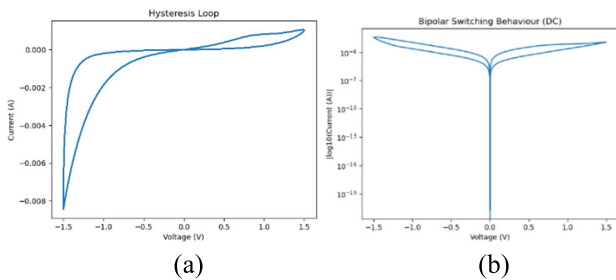 Hysteresis Loop
Current (A)
0.000
−0.002
−0.004
−0.006
−0.008
−1.5 −1.0 −0.5 0.0 0.5 1.0 1.5
Voltage (V)
(a)
Bipolar Switching Behaviour (DC)
|log10(Current (A))|
10⁻⁴
10⁻⁷
10⁻¹⁰
10⁻¹³
10⁻¹⁶
10⁻¹⁹
−1.5 −1.0 −0.5 0.0 0.5 1.0 1.5
Voltage (V)
(b)